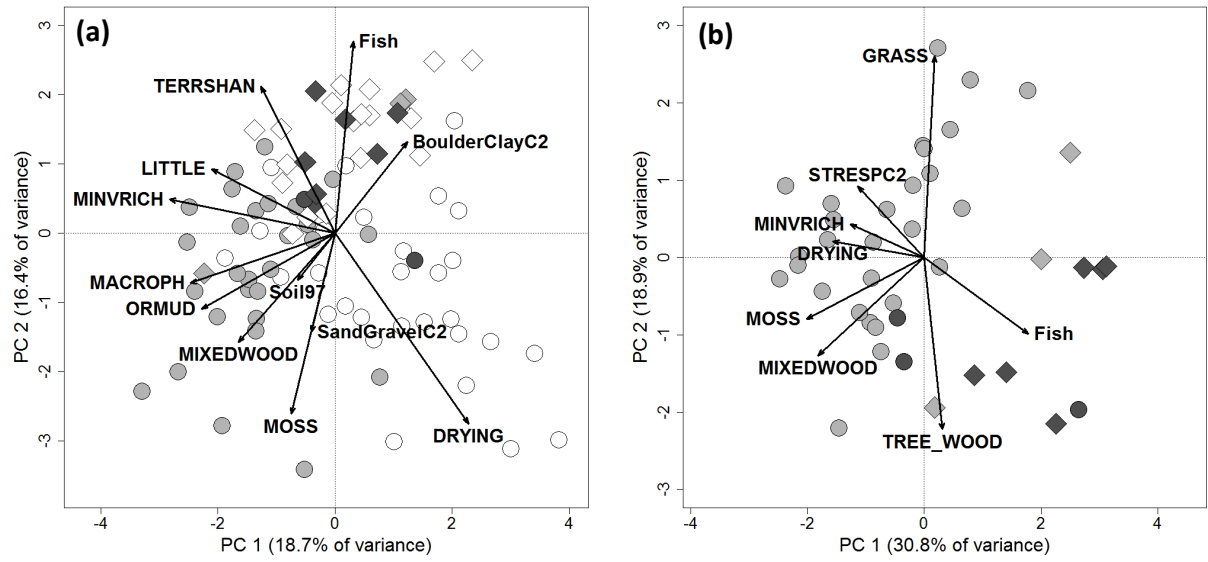 (a)
Fish
TERRSHAN
BoulderClayC2
LITTLE
MINVRICH
MACROPH
Soil97
ORMUD
SandGravelC2
MIXEDWOOD
MOSS
DRYING
3
2
1
0
-1
-2
-3
PC 2 (16.4% of variance)
-4
-2
0
2
4
PC 1 (18.7% of variance)
(b)
GRASS
STRESPC2
MINVRICH
DRYING
MOSS
Fish
MIXEDWOOD
TREE_WOOD
3
2
1
0
-1
-2
-3
PC 2 (18.9% of variance)
-4
-2
0
2
4
PC 1 (30.8% of variance)